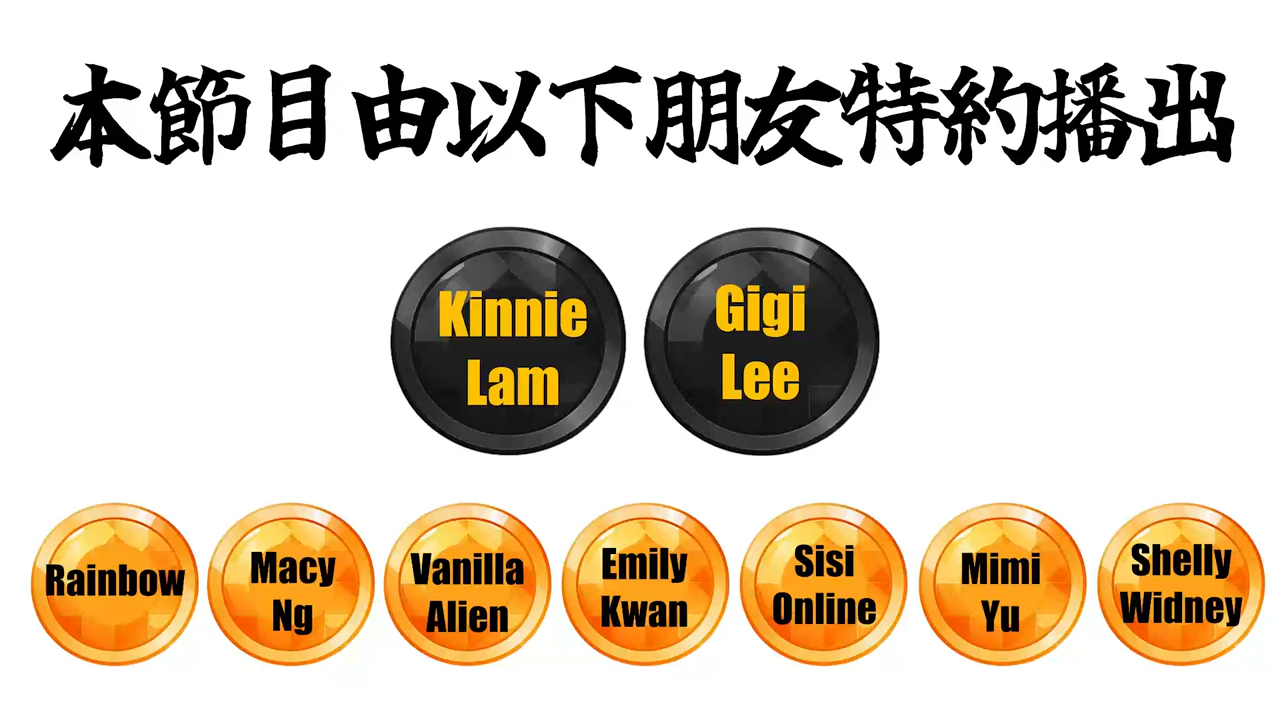 本節目由以下朋友特約播出
Kinnie
Lam
Gigi
Lee
Rainbow
Macy
Ng
Vanilla
Alien
Emily
Kwan
Sisi
Online
Mimi
Yu
Shelly
Widney